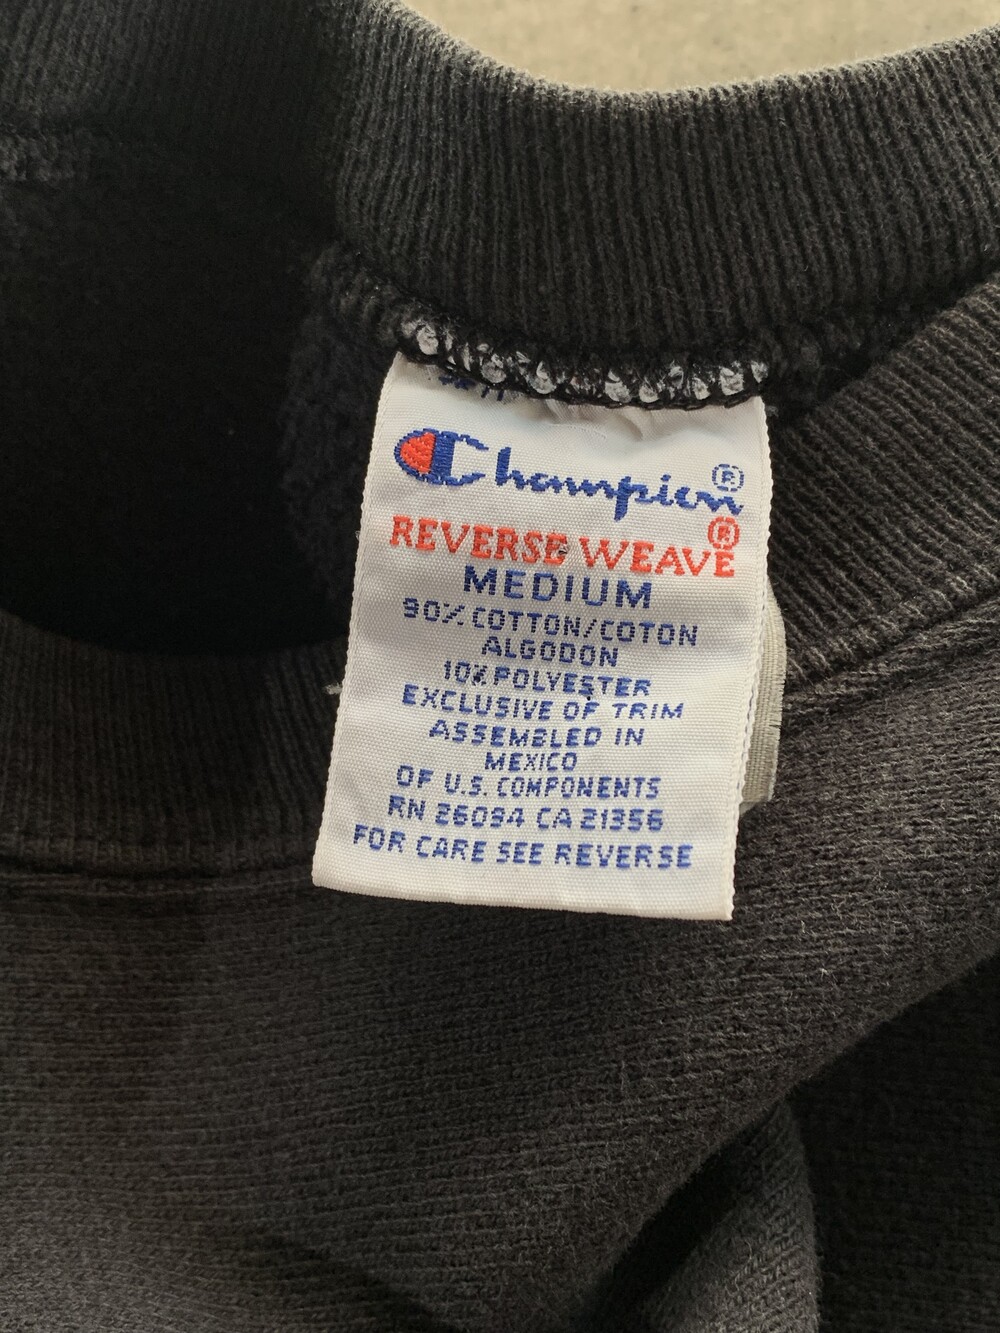 Champion®
REVERSE WEAVE®
MEDIUM
90% COTTON/COTON
ALGODON
10% POLYESTER
EXCLUSIVE OF TRIM
ASSEMBLED IN
MEXICO
OF U.S. COMPONENTS
RN 26094 CA 21356
FOR CARE SEE REVERSE